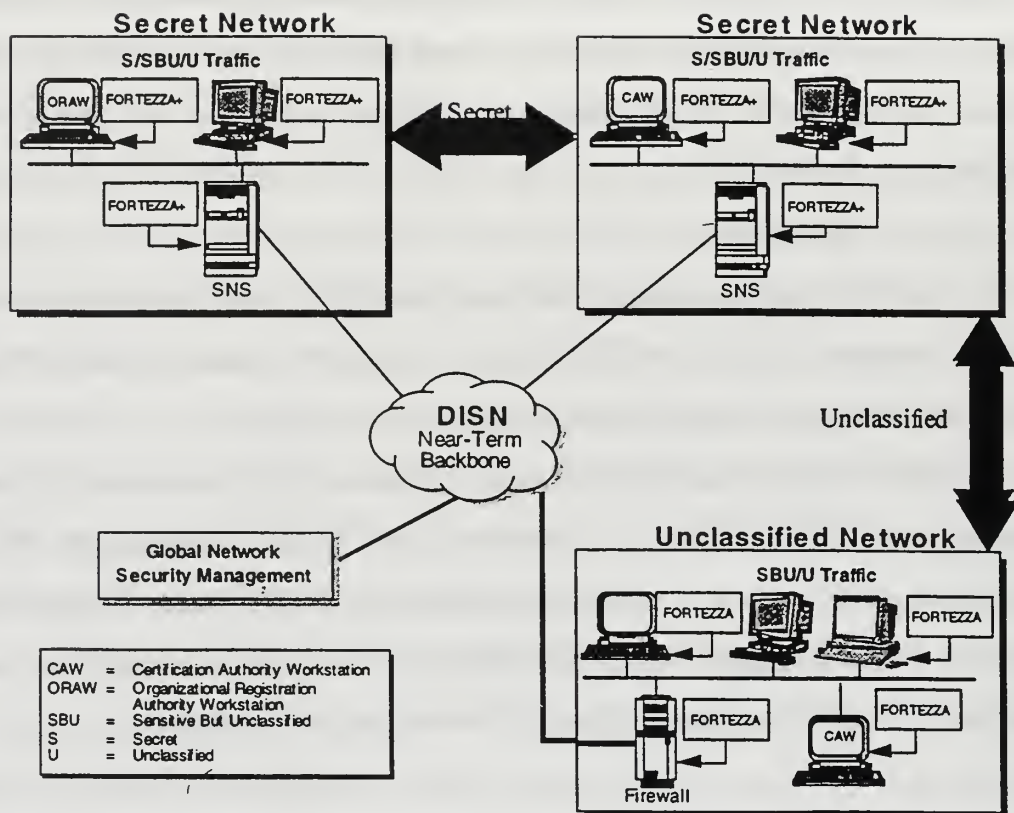 Secret Network
S/SBU/U Traffic
ORAW
FORTEZZA+
FORTEZZA+
FORTEZZA+
SNS
Secret
Secret Network
S/SBU/U Traffic
CAW
FORTEZZA+
FORTEZZA+
FORTEZZA+
SNS
DISN
Near-Term
Backbone
Unclassified
Global Network
Security Management
Unclassified Network
SBU/U Traffic
FORTEZZA
FORTEZZA
FORTEZZA
FORTEZZA
CAW
Firewall
CAW = Certification Authority Workstation
ORAW = Organizational Registration
Authority Workstation
SBU = Sensitive But Unclassified
S = Secret
U = Unclassified